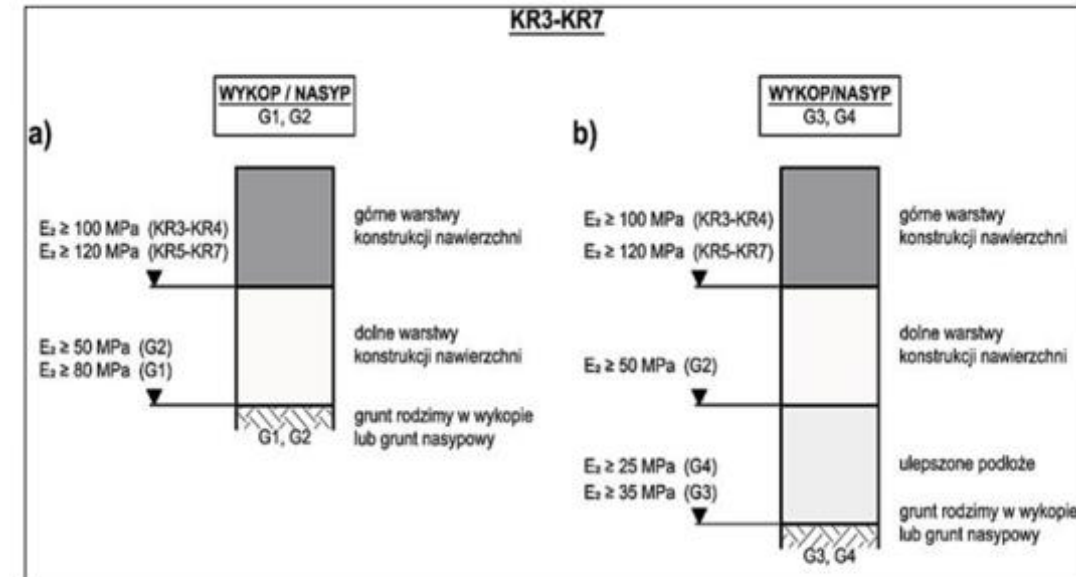 KR3-KR7
WYKOP / NASYP
G1, G2
a)
E₂ ≥ 100 MPa (KR3-KR4)
E₂ ≥ 120 MPa (KR5-KR7)
górne warstwy
konstrukcji nawierzchni
E₂ ≥ 50 MPa (G2)
E₂ ≥ 80 MPa (G1)
dolne warstwy
konstrukcji nawierzchni
G1, G2
grunt rodzimy w wykopie
lub grunt nasypowy
WYKOP/NASYP
G3, G4
b)
E₂ ≥ 100 MPa (KR3-KR4)
E₂ ≥ 120 MPa (KR5-KR7)
górne warstwy
konstrukcji nawierzchni
E₂ ≥ 50 MPa (G2)
dolne warstwy
konstrukcji nawierzchni
E₂ ≥ 25 MPa (G4)
E₂ ≥ 35 MPa (G3)
ulepszone podłoże
grunt rodzimy w wykopie
lub grunt nasypowy
G3, G4